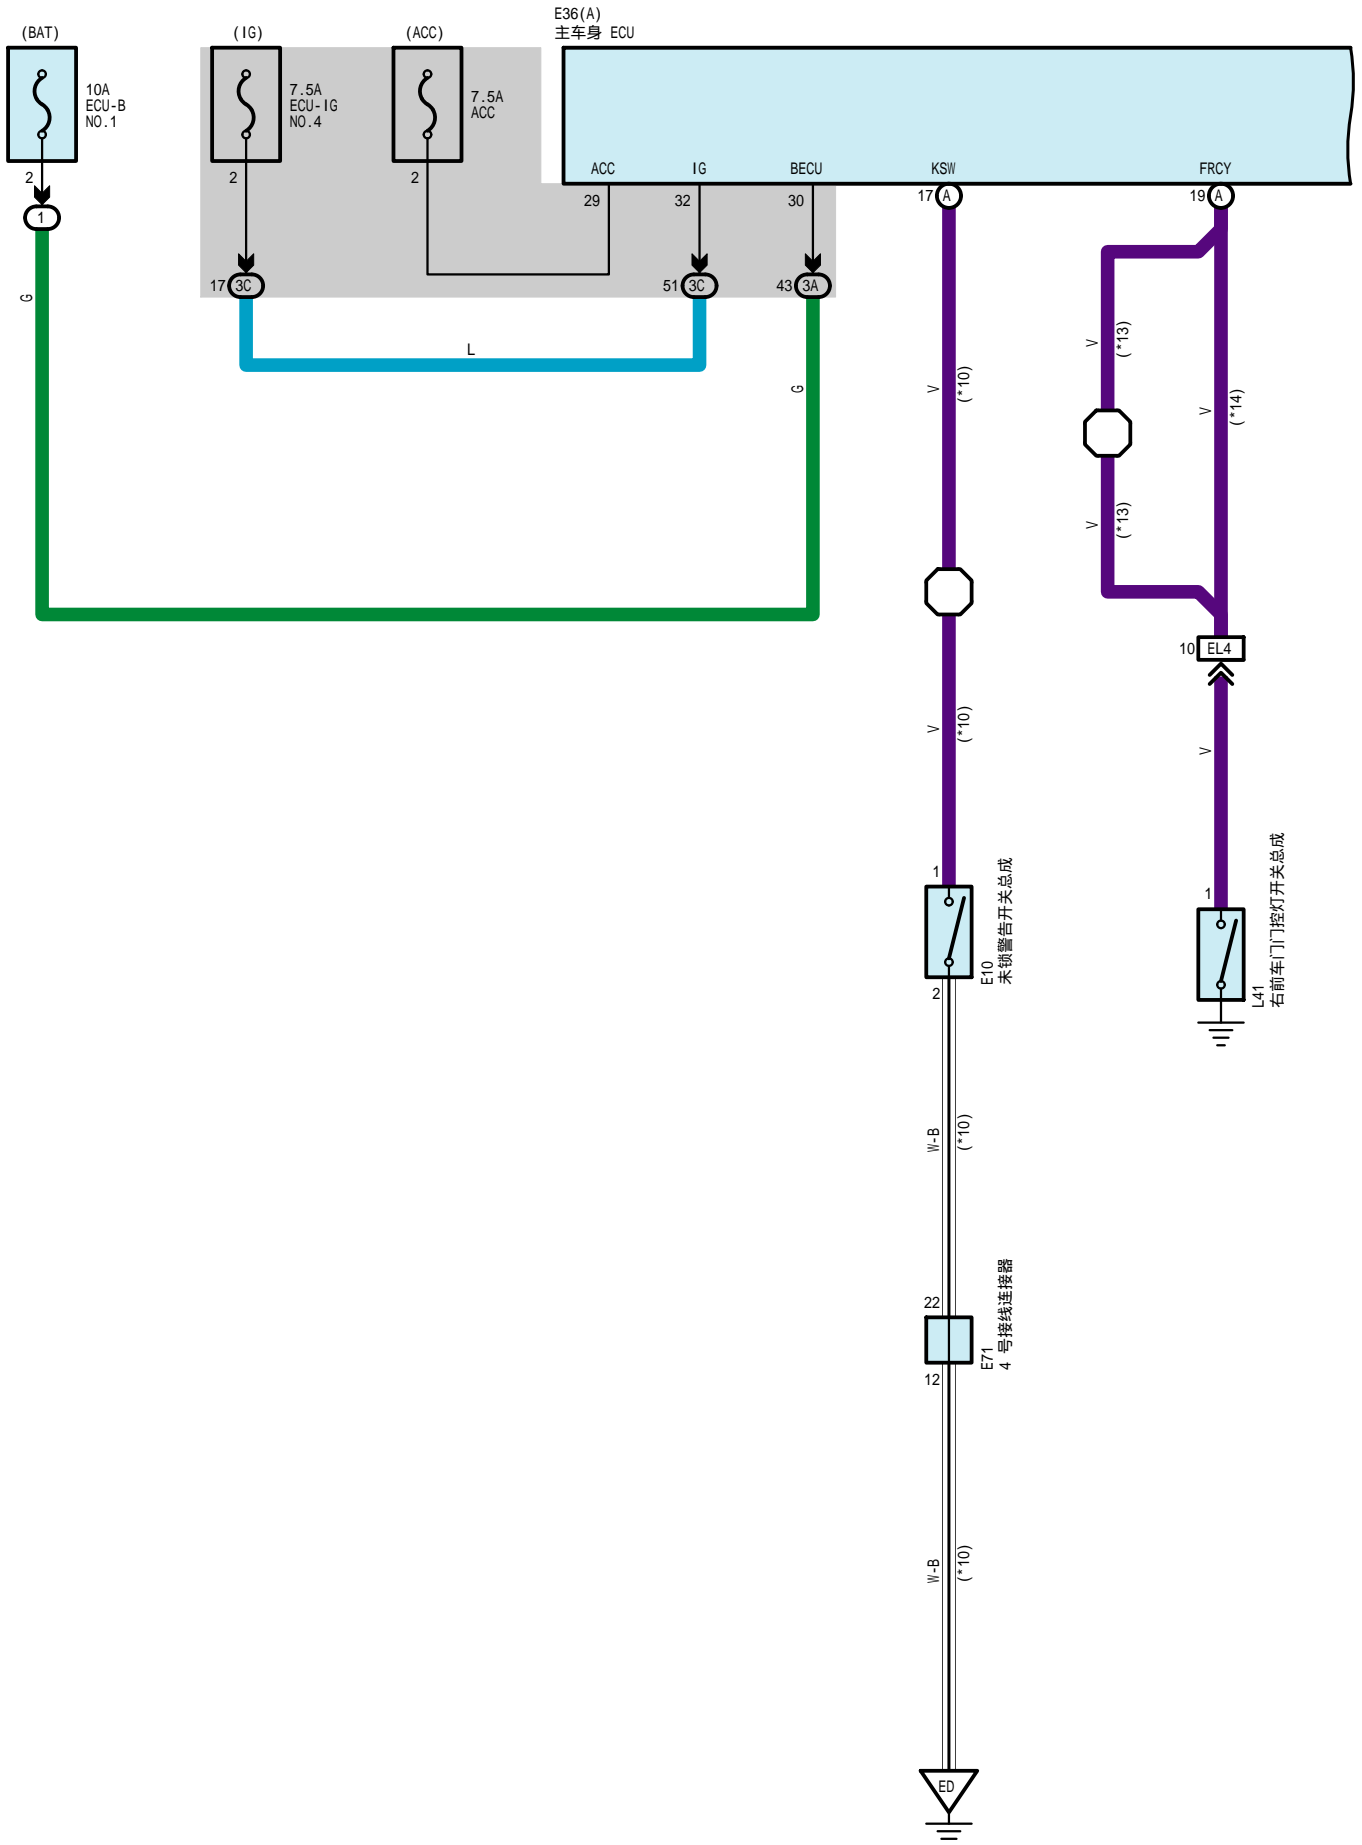 E36(A)
主车身 ECU
(BAT)
(IG)
(ACC)
10A
ECU-B
NO.1
7.5A
ECU-IG
NO.4
7.5A
ACC
ACC
IG
BECU
KSW
FRCY
2
2
2
29
32
30
17
A
19
A
1
17
3C
51
3C
43
3A
G
L
G
V
(*10)
V
(*13)
V
(*14)
V
(*13)
10
EL4
V
(*10)
V
1
E10
未锁警告开关总成
2
1
L41
右前车门门控灯开关总成
W-B
(*10)
22
E71
4 号接线连接器
12
W-B
(*10)
ED